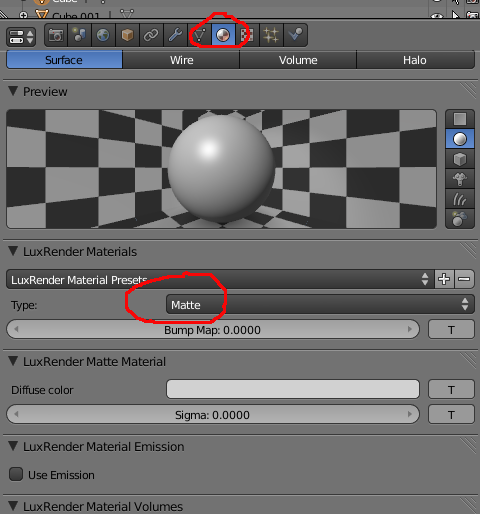 Cube
Cube.001
Surface Wire Volume Halo
Preview
LuxRender Materials
LuxRender Material Presets
Type: Matte
Bump Map: 0.0000 T
LuxRender Matte Material
Diffuse color T
Sigma: 0.0000 T
LuxRender Material Emission
Use Emission
LuxRender Material Volumes